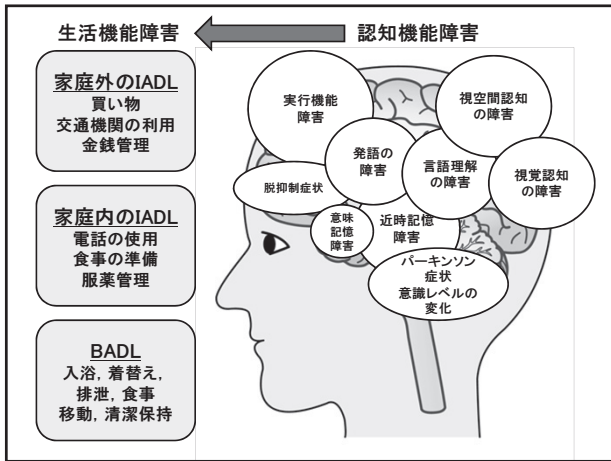 生活機能障害
認知機能障害
家庭外のIADL
買い物
交通機関の利用
金銭管理
家庭内のIADL
電話の使用
食事の準備
服薬管理
BADL
入浴, 着替え,
排泄, 食事
移動, 清潔保持
実行機能
障害
視空間認知
の障害
発語の
障害
言語理解
の障害
視覚認知
の障害
脱抑制症状
意味
記憶
障害
近時記憶
障害
パーキンソン
症状
意識レベルの
変化